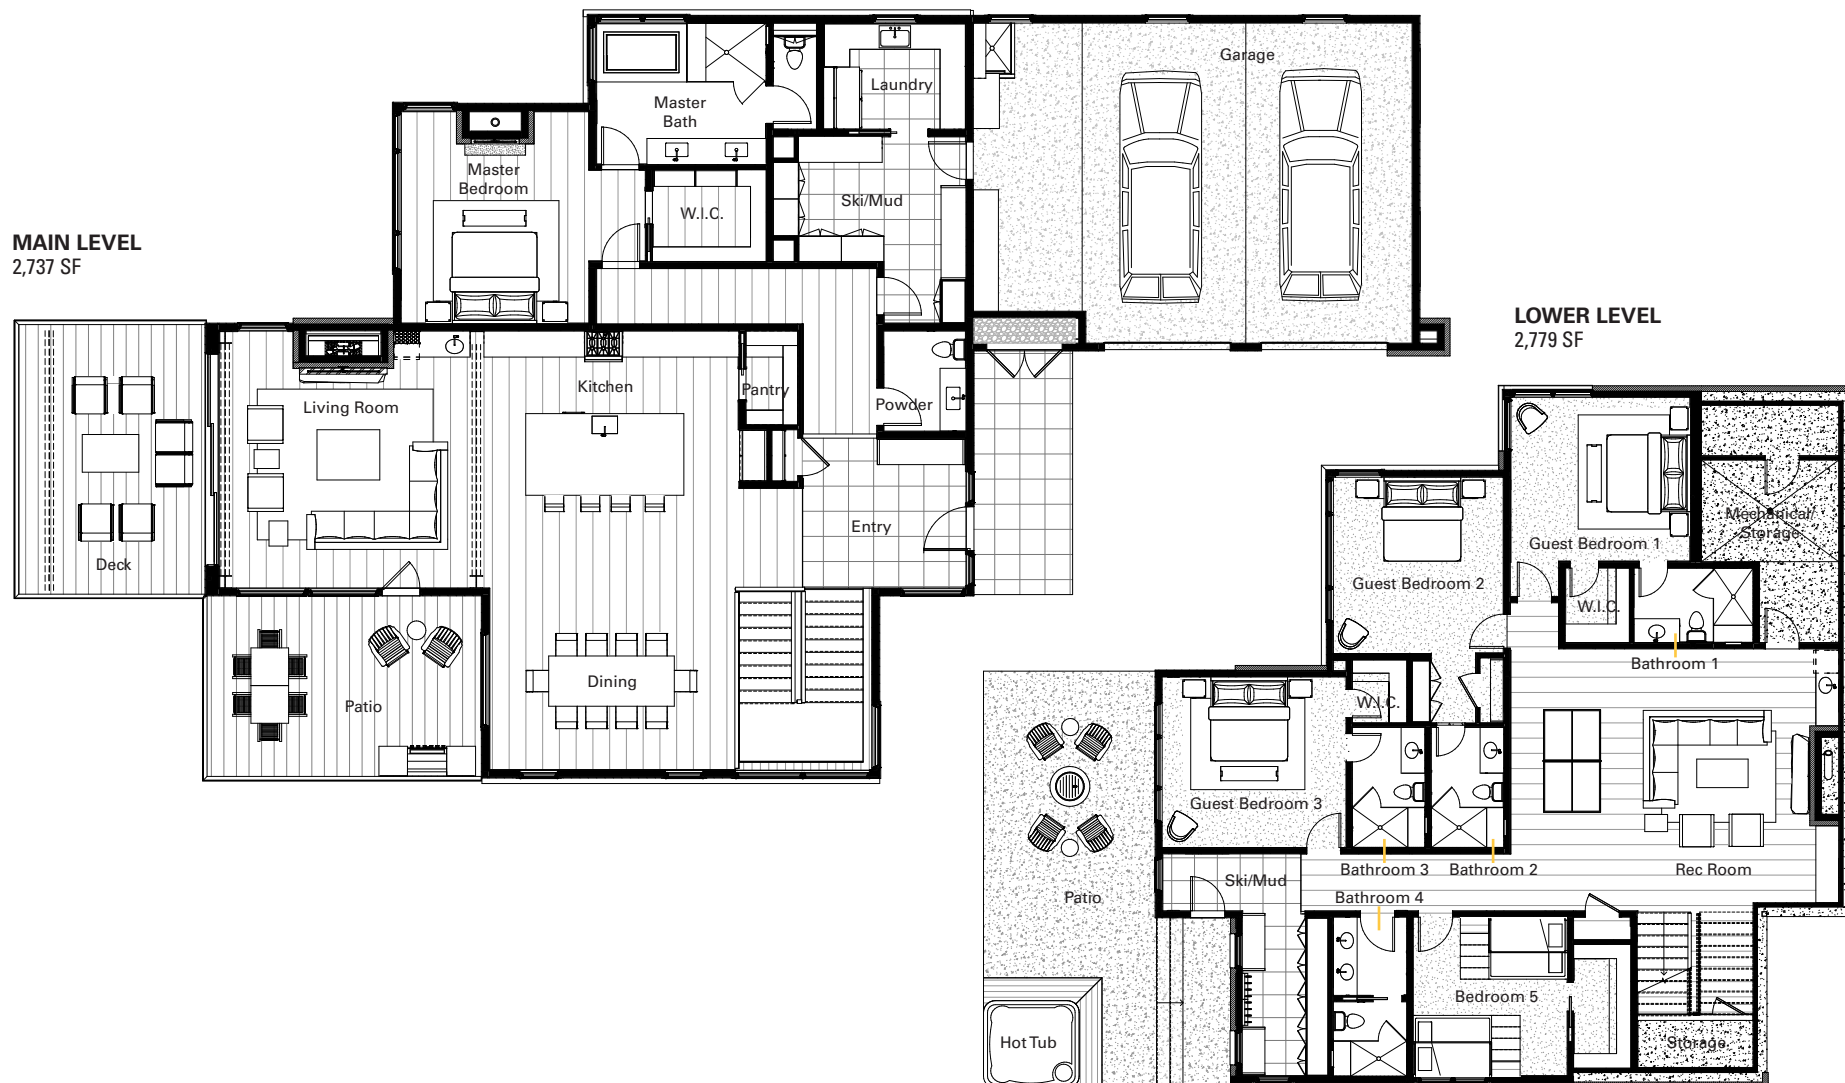 Garage
Laundry
Master
Bath
Master
Bedroom
W.I.C.
Ski/Mud
MAIN LEVEL
2,737 SF
Kitchen
Pantry
Living Room
Powder
Entry
Deck
Dining
Patio
LOWER LEVEL
2,779 SF
Mechanical/
Storage
Guest Bedroom 1
Guest Bedroom 2
W.I.C.
Bathroom 1
W.I.C.
Guest Bedroom 3
Bathroom 3
Bathroom 2
Rec Room
Ski/Mud
Bathroom 4
Patio
Bedroom 5
Hot Tub
Storage